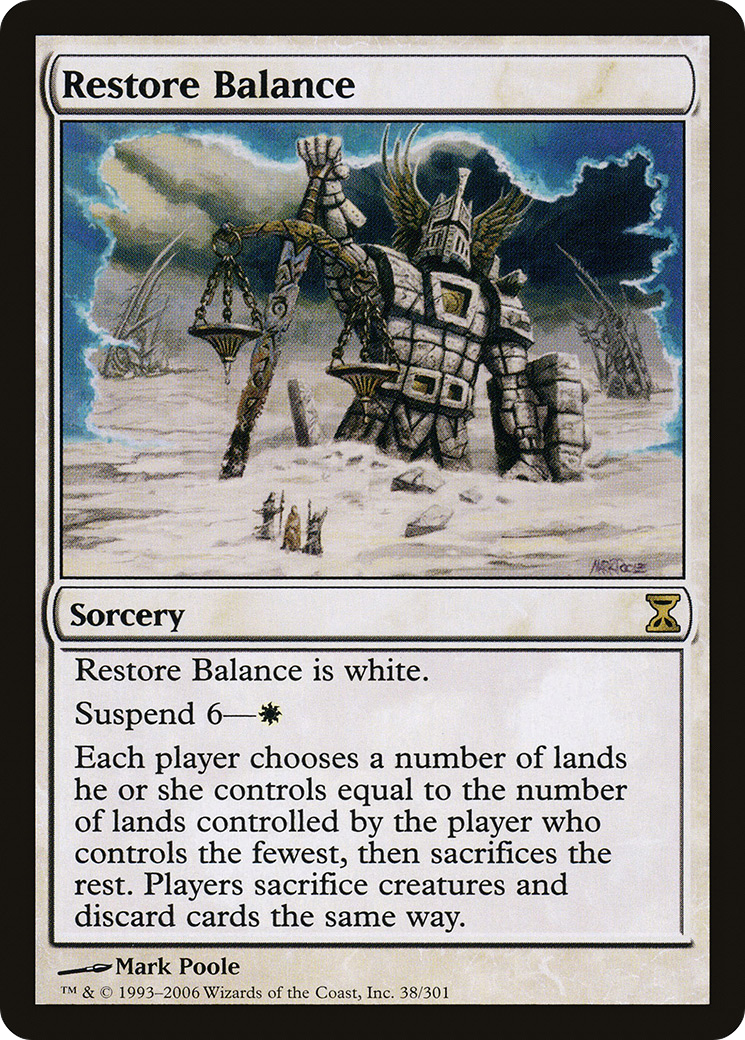 Restore Balance
Mark Poole
Sorcery
Restore Balance is white.
Suspend 6—
Each player chooses a number of lands
he or she controls equal to the number
of lands controlled by the player who
controls the fewest, then sacrifices the
rest. Players sacrifice creatures and
discard cards the same way.
Mark Poole
™ & © 1993–2006 Wizards of the Coast, Inc. 38/301